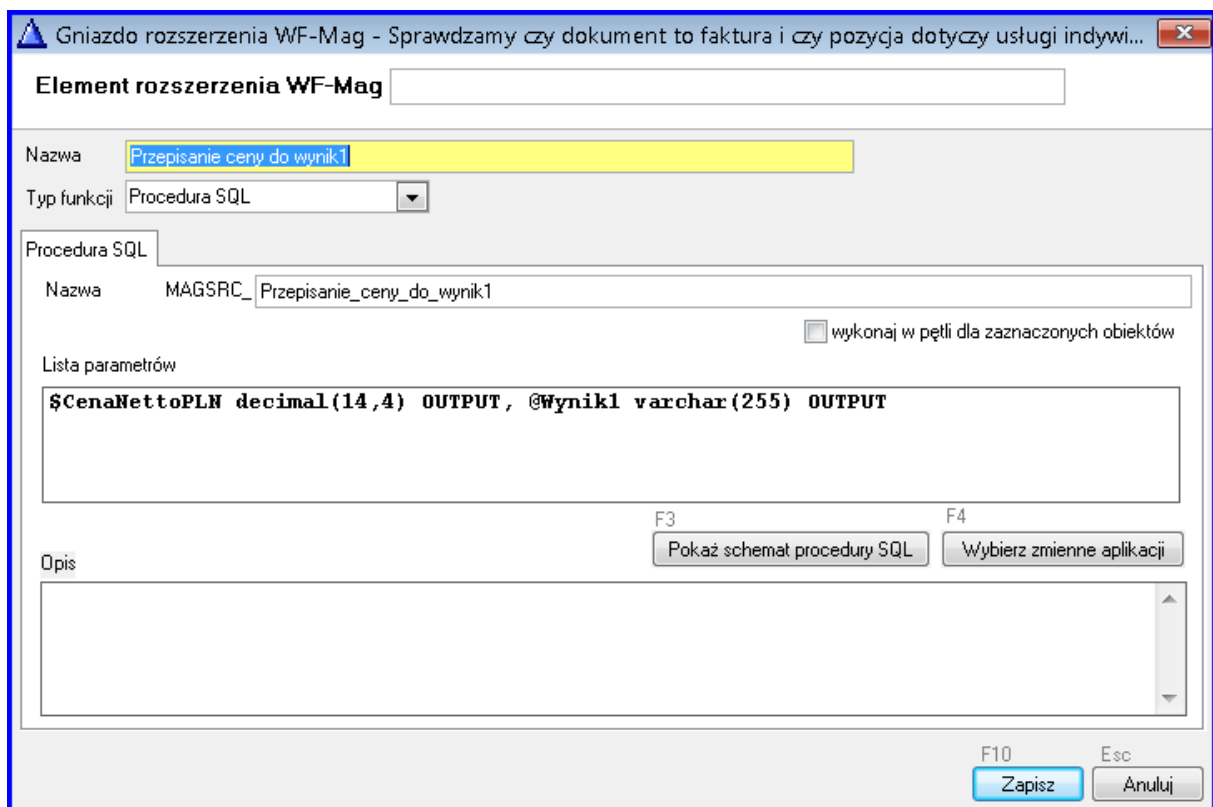 Gniazdo rozszerzenia WF-Mag - Sprawdzamy czy dokument to faktura i czy pozycja dotyczy usługi indywi...
Element rozszerzenia WF-Mag
Nazwa Przepisanie ceny do wynik1
Typ funkcji Procedura SQL
Procedura SQL
Nazwa MAGSRC_ Przepisanie_ceny_do_wynik1
wykonaj w pętli dla zaznaczonych obiektów
Lista parametrów
$CenaNettoPLN decimal(14,4) OUTPUT, @Wynik1 varchar(255) OUTPUT
F3 F4
Pokaż schemat procedury SQL Wybierz zmienne aplikacji
Opis
F10 Esc
Zapisz Anuluj